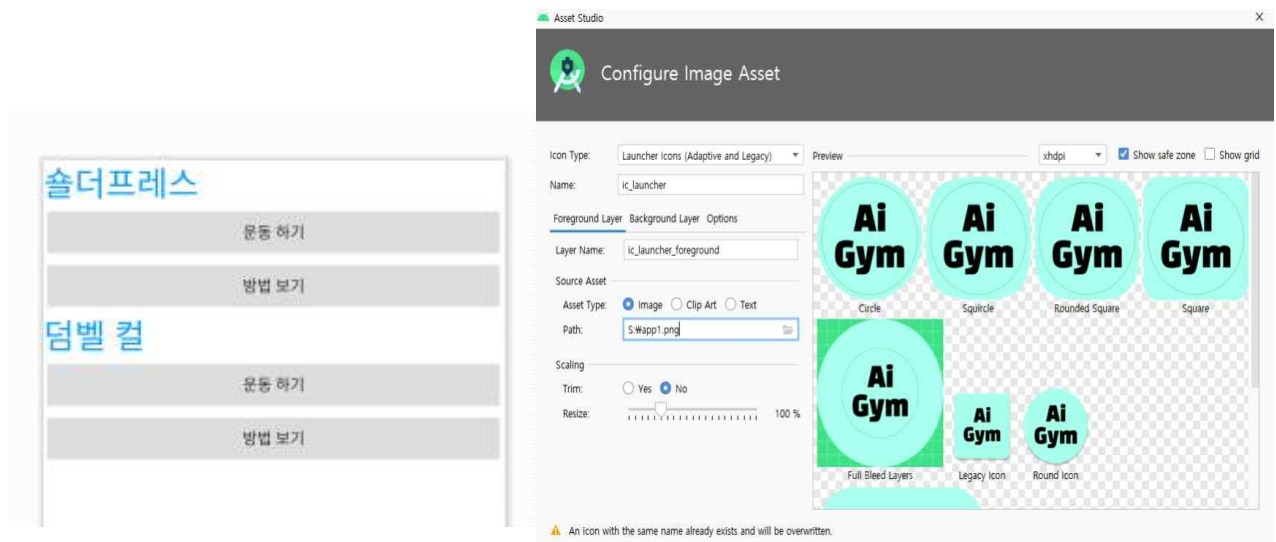 숄더프레스
운동 하기
방법 보기
덤벨 컬
운동 하기
방법 보기
Asset Studio
Configure Image Asset
Icon Type: Launcher Icons (Adaptive and Legacy)
Name: ic_launcher
Foreground Layer Background Layer Options
Layer Name: ic_launcher_foreground
Source Asset
Asset Type: Image Clip Art Text
Path: S:₩app1.png
Scaling
Trim: Yes No
Resize: 100 %
Preview xhdpi Show safe zone Show grid
Ai Ai Ai Ai
Gym Gym Gym Gym
Circle Squircle Rounded Square Square
Ai
Gym
Ai Ai
Gym Gym
Full Bleed Layers Legacy Icon Round Icon
An icon with the same name already exists and will be overwritten.